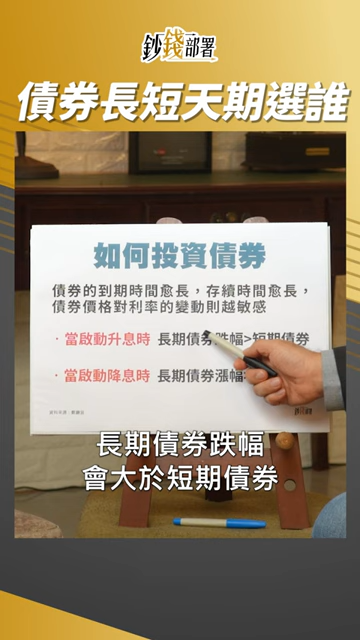 鈔錢部署
債券長短天期選誰
如何投資債券
債券的到期時間愈長，存續時間愈長，
債券價格對利率的變動則越敏感
·當啟動升息時 長期債券跌幅>短期債券
·當啟動降息時 長期債券漲幅
長期債券跌幅
會大於短期債券